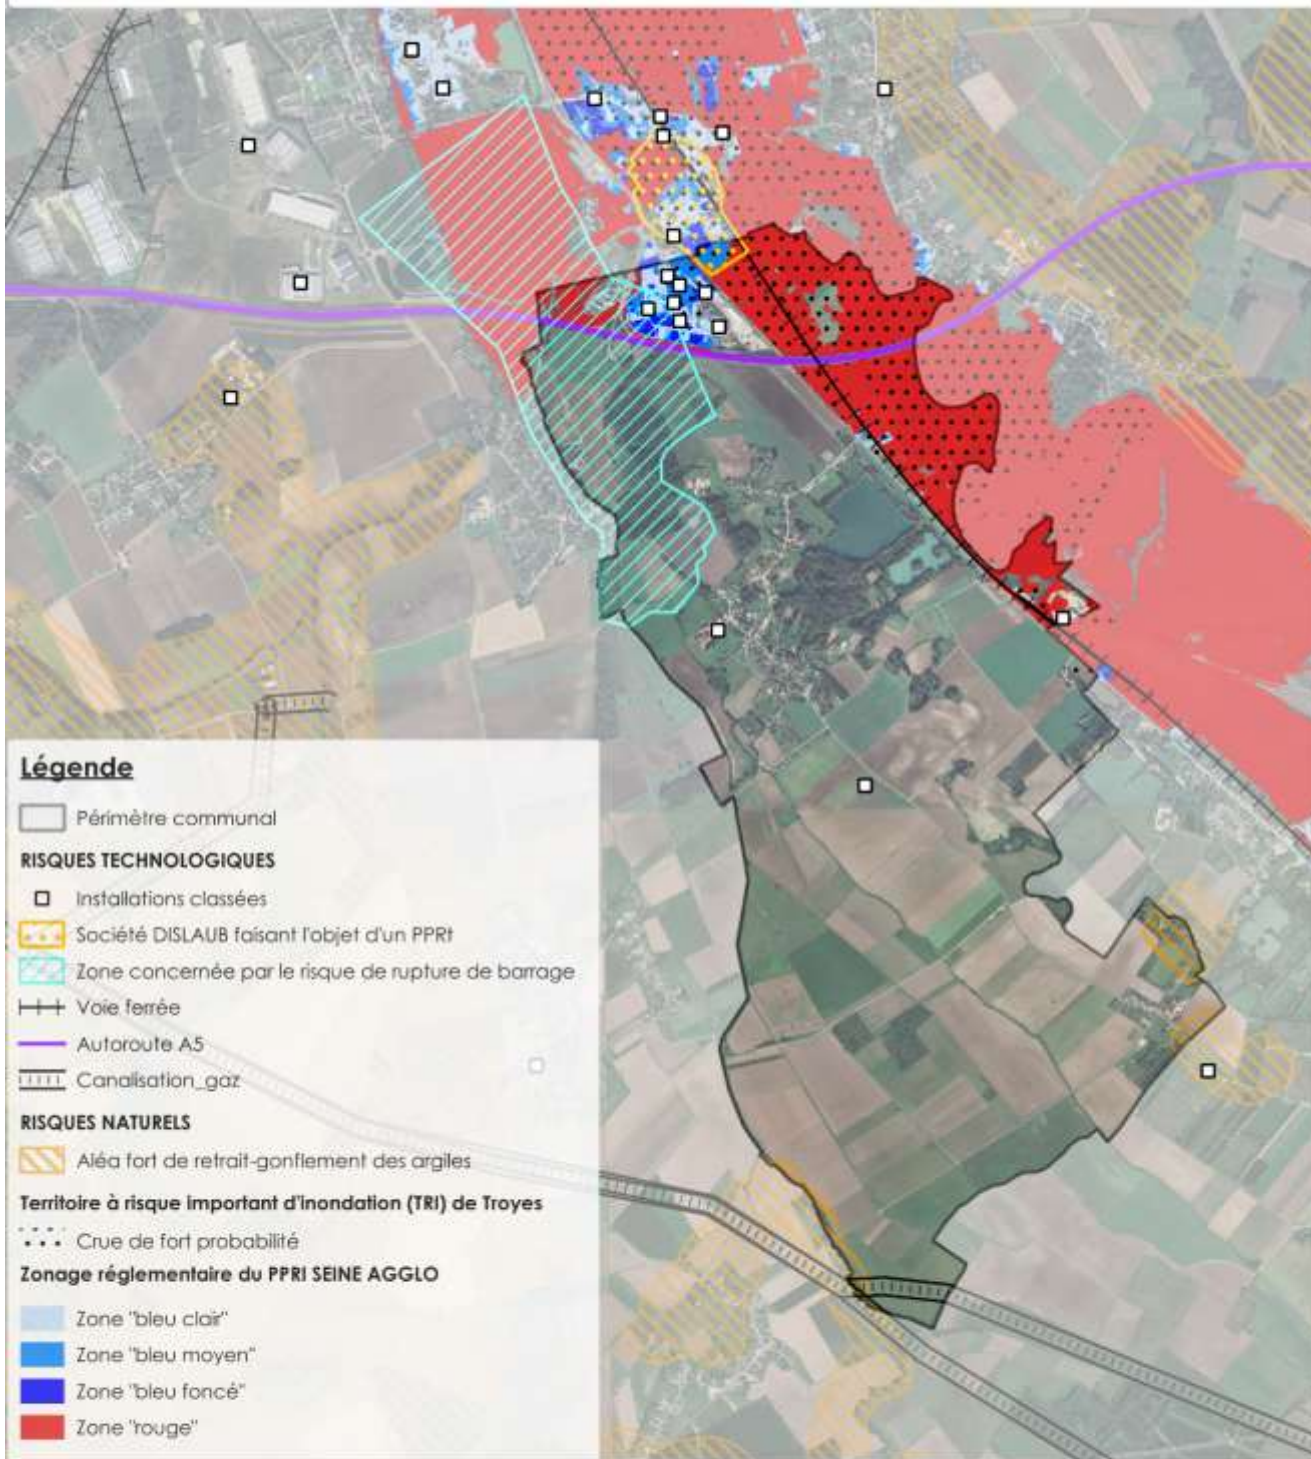 Légende
Périmètre communal
RISQUES TECHNOLOGIQUES
Installations classées
Société DISLAUB faisant l'objet d'un PPRt
Zone concernée par le risque de rupture de barrage
Voie ferrée
Autoroute A5
Canalisation_gaz
RISQUES NATURELS
Aléa fort de retrait-gonflement des argiles
Territoire à risque important d'inondation (TRI) de Troyes
Crue de fort probabilité
Zonage réglementaire du PPRI SEINE AGGLO
Zone "bleu clair"
Zone "bleu moyen"
Zone "bleu foncé"
Zone "rouge"